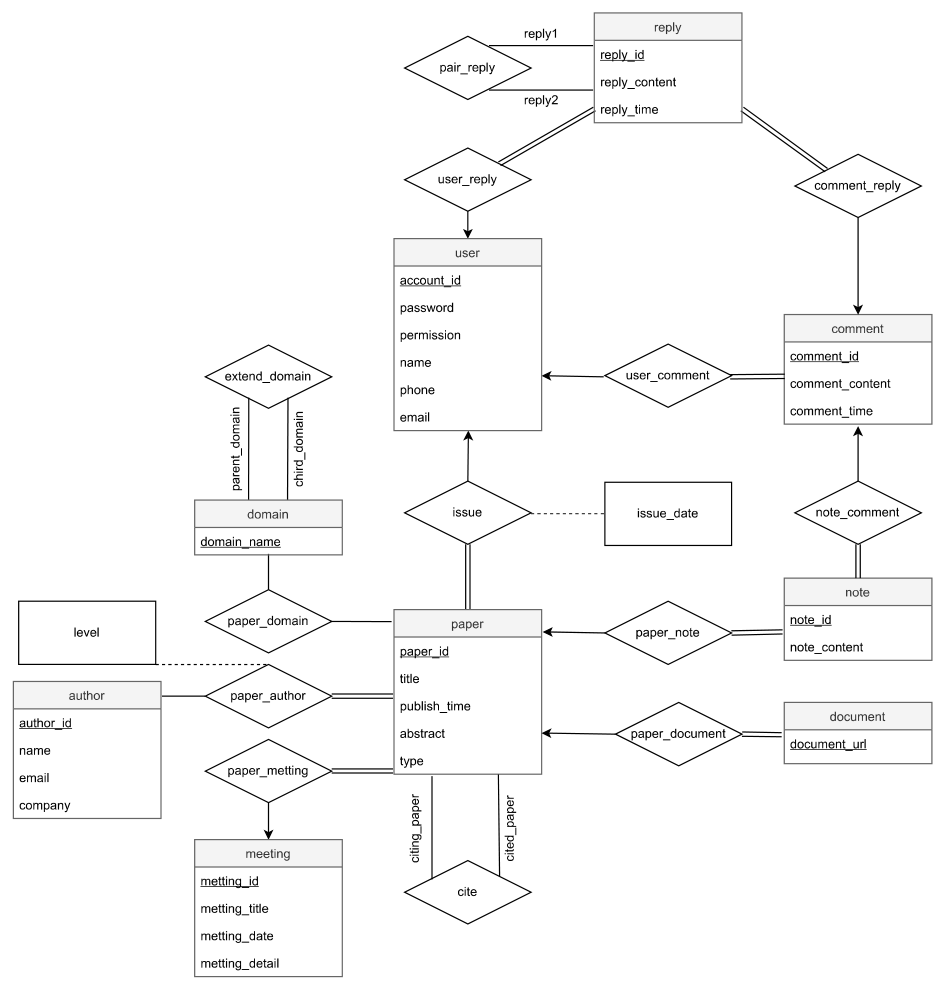 reply
reply_id
reply_content
reply_time
reply1
pair_reply
reply2
user_reply
comment_reply
user
account_id
password
permission
name
phone
email
comment
comment_id
comment_content
comment_time
user_comment
extend_domain
parent_domain
chird_domain
domain
domain_name
issue
issue_date
note_comment
note
note_id
note_content
paper_domain
paper
paper_id
title
publish_time
abstract
type
paper_note
level
paper_author
author
author_id
name
email
company
document
document_url
paper_document
paper_metting
citing_paper
cited_paper
cite
meeting
metting_id
metting_title
metting_date
metting_detail